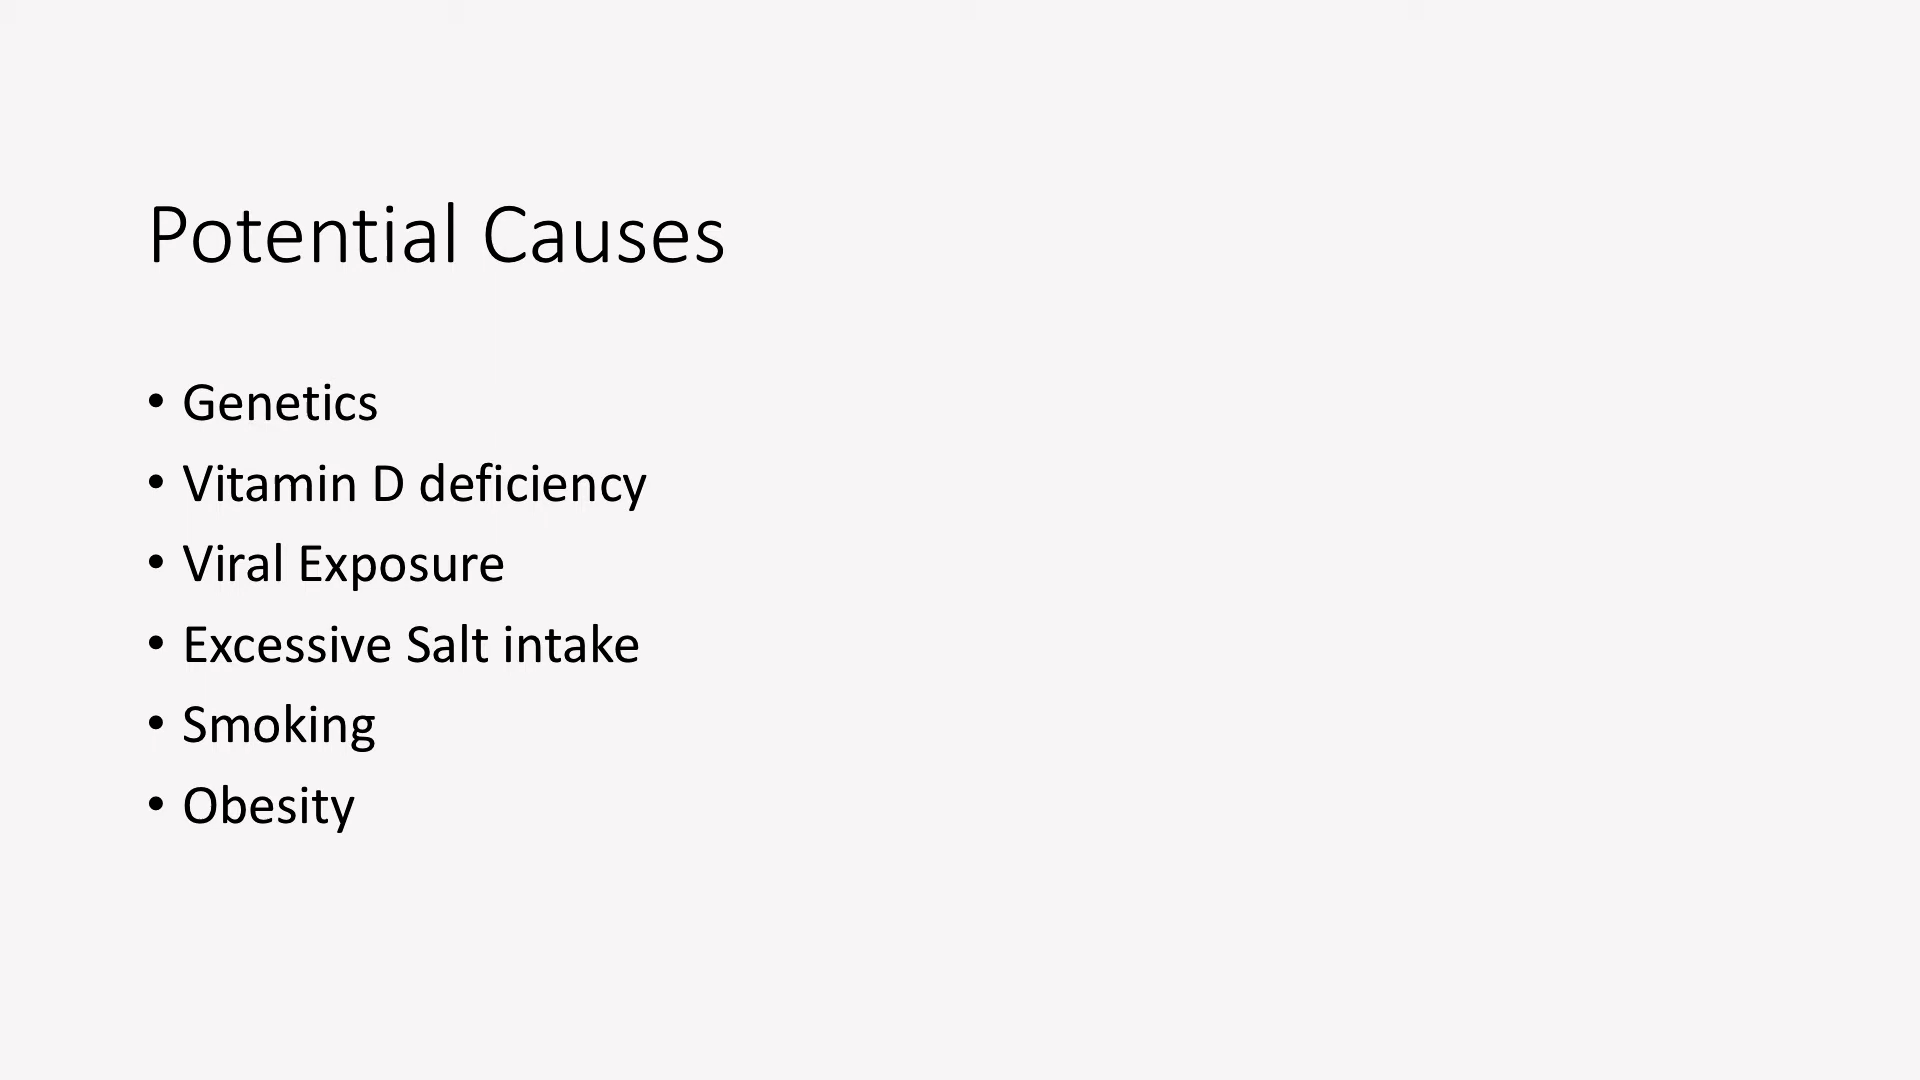 Potential Causes
• Genetics
• Vitamin D deficiency
• Viral Exposure
• Excessive Salt intake
• Smoking
• Obesity